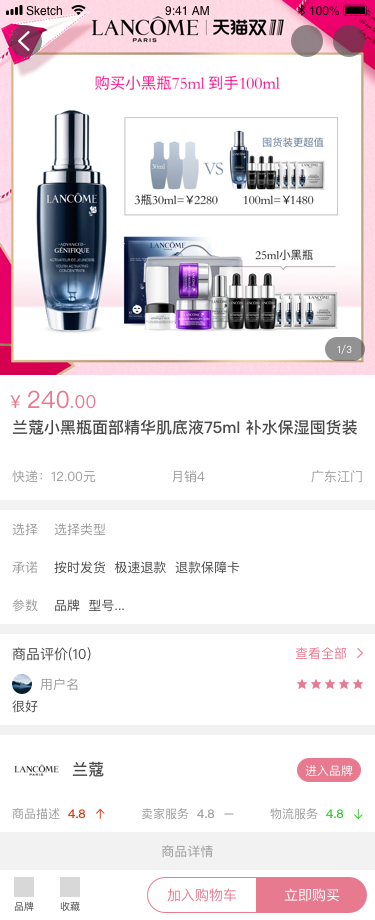 Sketch 9:41 AM 100%
LANCÔME 天猫双11
PARIS
购买小黑瓶75ml 到手100ml
囤货装更超值
30ml
VS
3瓶30ml=¥2280 100ml=¥1480
LANCÔME
ADVANCED
GÉNIFIQUE
LANCÔME
25ml小黑瓶
1/3
¥ 240.00
兰蔻小黑瓶面部精华肌底液75ml 补水保湿囤货装
快递：12.00元 月销4 广东江门
选择 选择类型
承诺 按时发货 极速退款 退款保障卡
参数 品牌 型号...
商品评价(10) 查看全部
用户名
很好
LANCÔME
PARIS
兰蔻
进入品牌
商品描述 4.8 卖家服务 4.8 物流服务 4.8
商品详情
品牌 收藏 加入购物车 立即购买